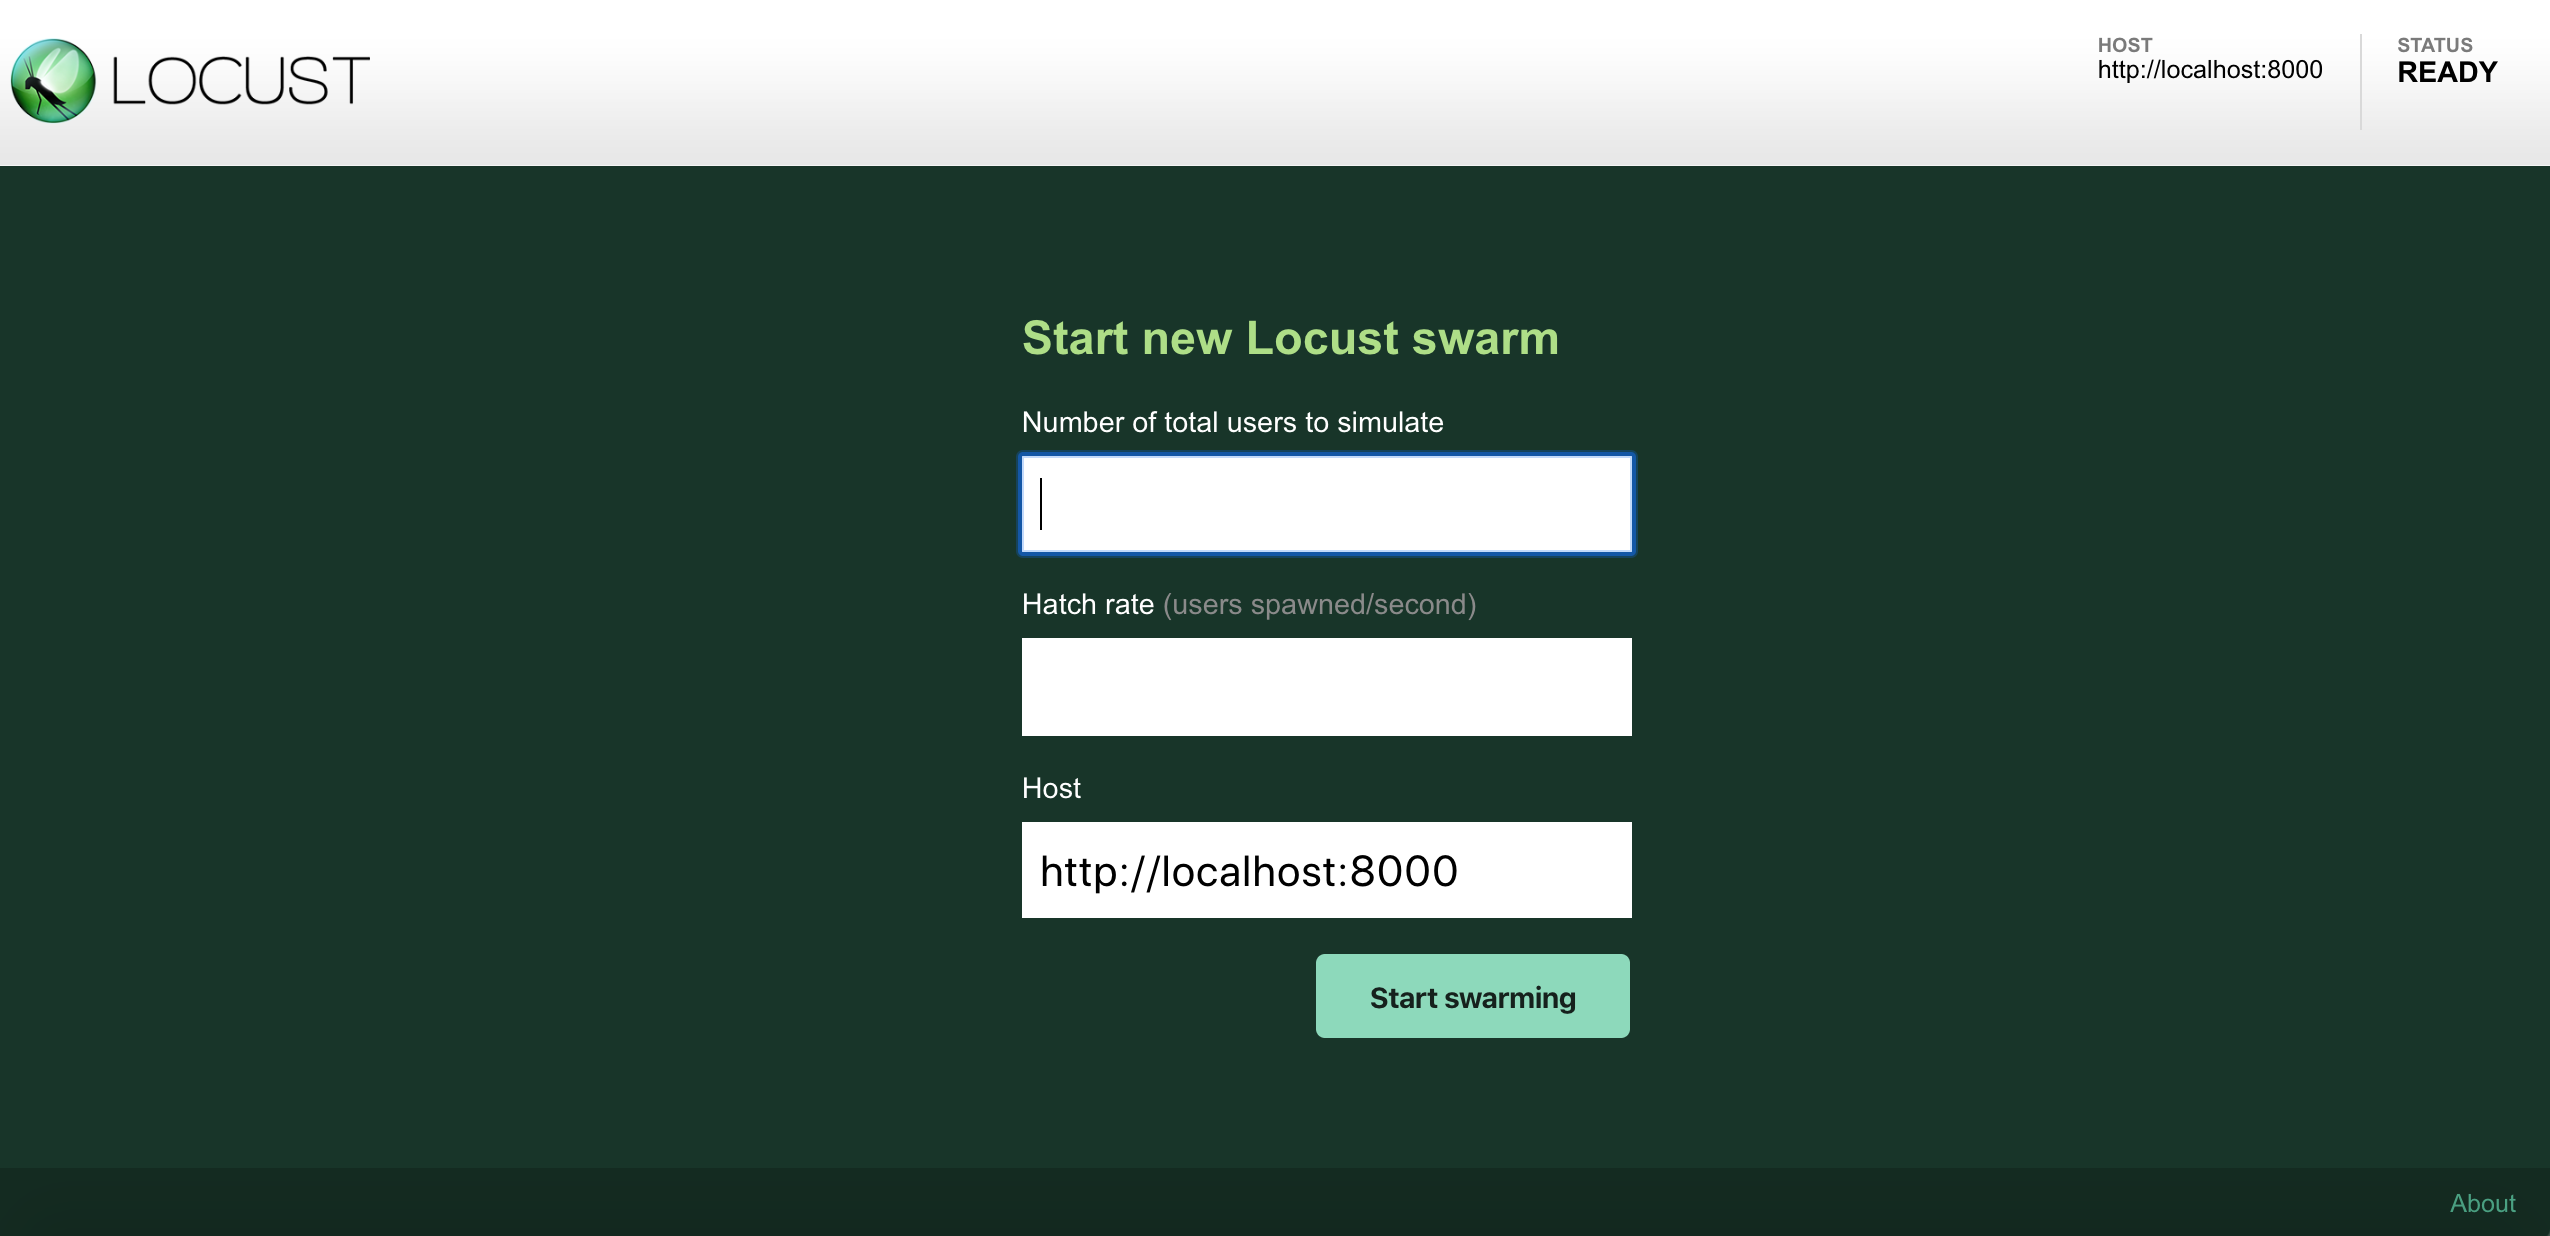 LOCUST
HOST
http://localhost:8000
STATUS
READY
Start new Locust swarm
Number of total users to simulate
Hatch rate (users spawned/second)
Host
http://localhost:8000
Start swarming
About